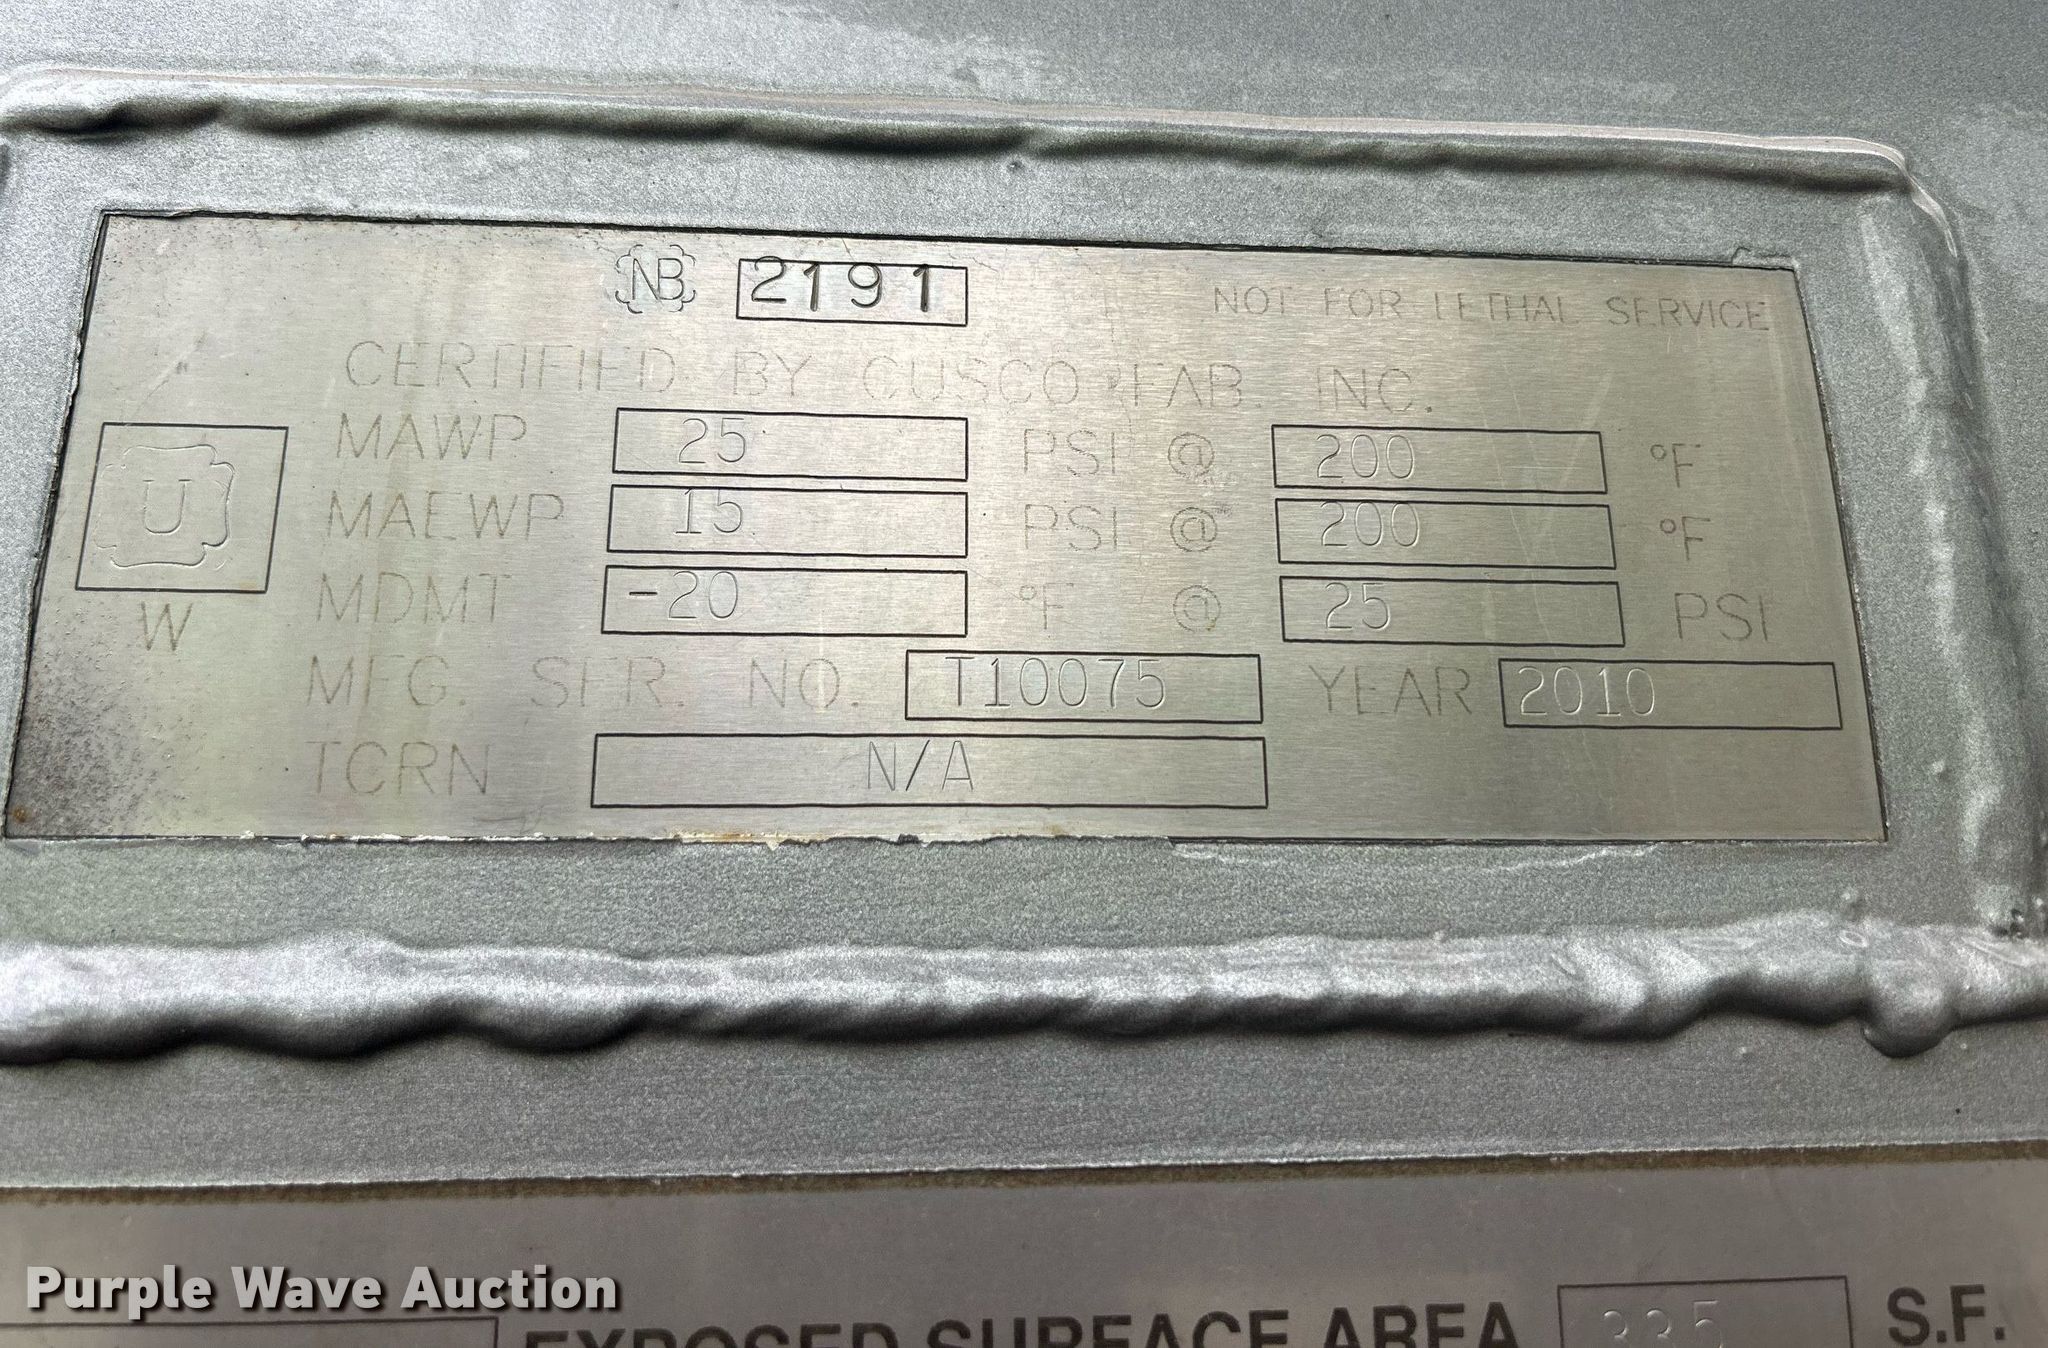 NB 2191
NOT FOR LETHAL SERVICE
CERTIFIED BY CUSCO FAB. INC.
U
W
MAWP 25 PSI @ 200 °F
MAEWP 15 PSI @ 200 °F
MDMT -20 °F @ 25 PSI
MFG. SER. NO. T10075 YEAR 2010
TCRN N/A
Purple Wave Auction
EXPOSED SURFACE AREA 335 S.F.